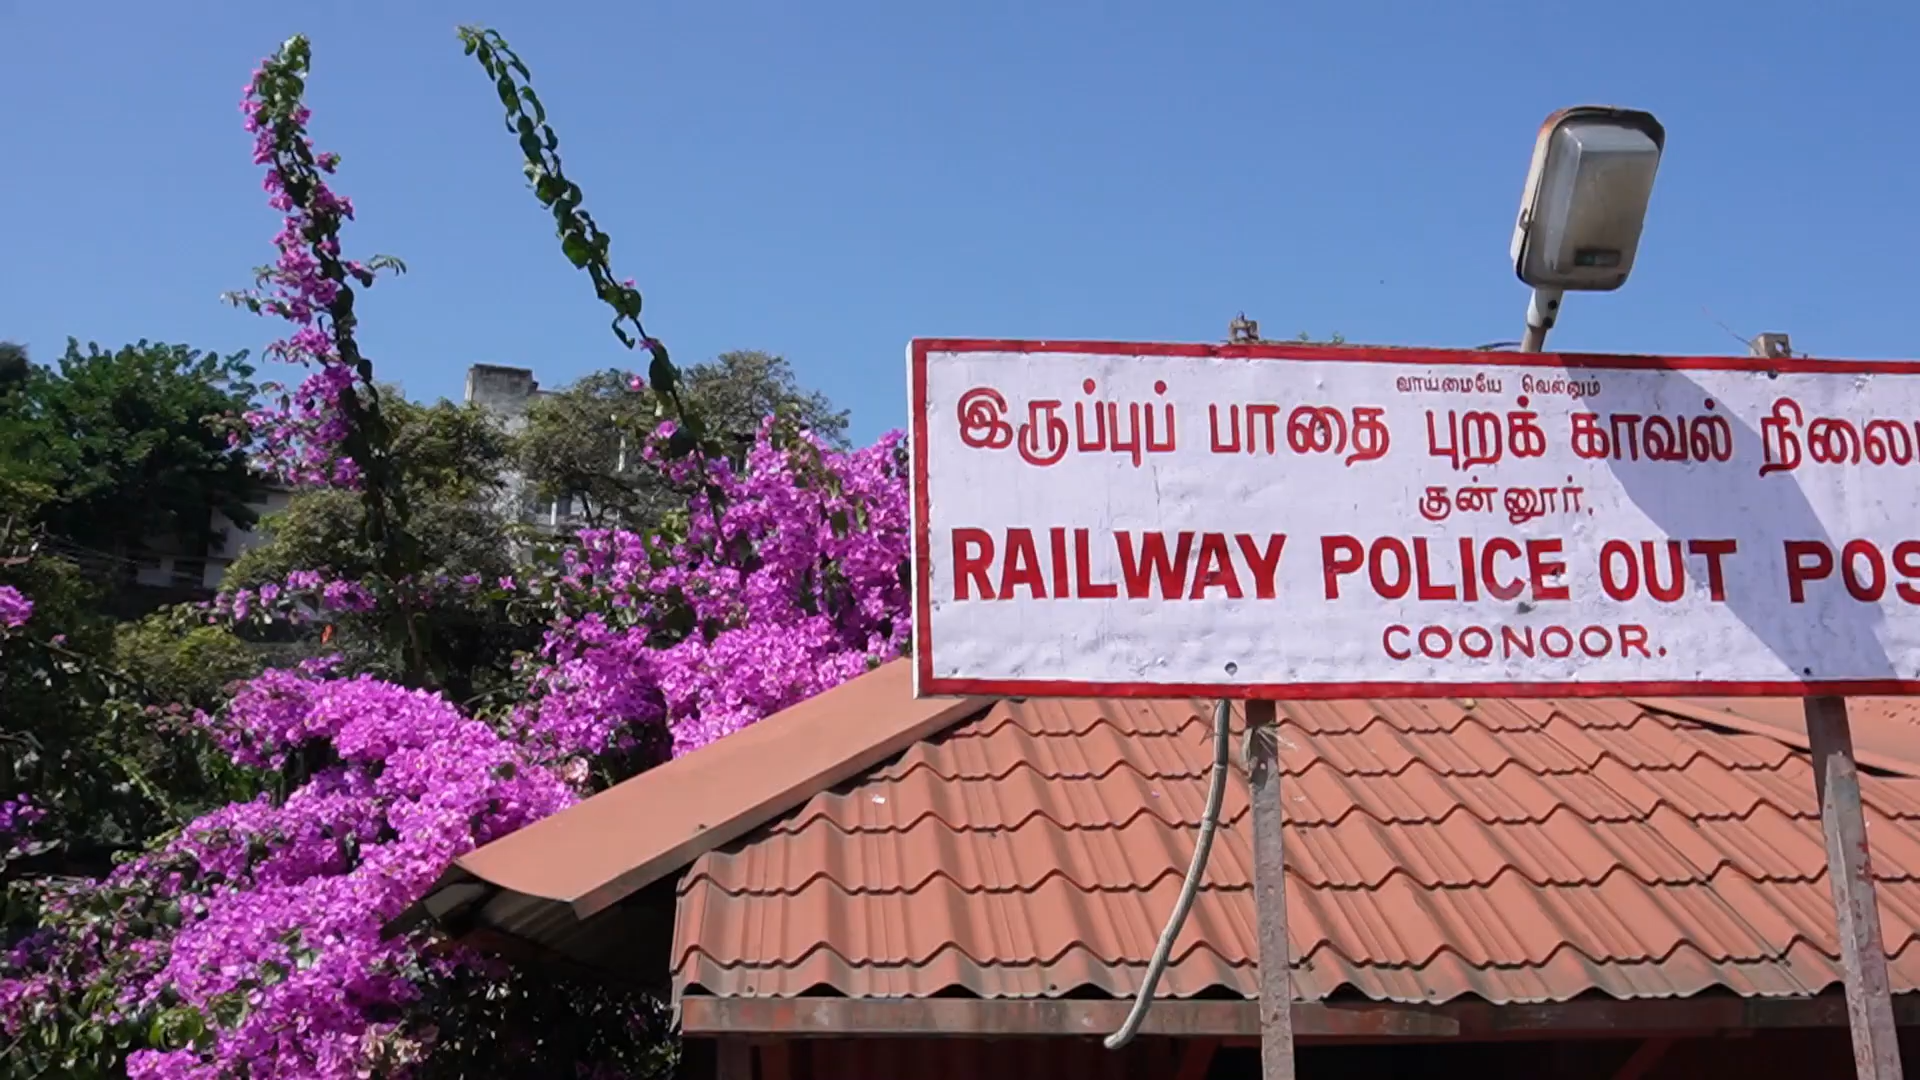 வாய்மையே வெல்லும்
இருப்புப் பாதை புறக் காவல் நிலை
குன்னூர்.
RAILWAY POLICE OUT POS
COONOOR.